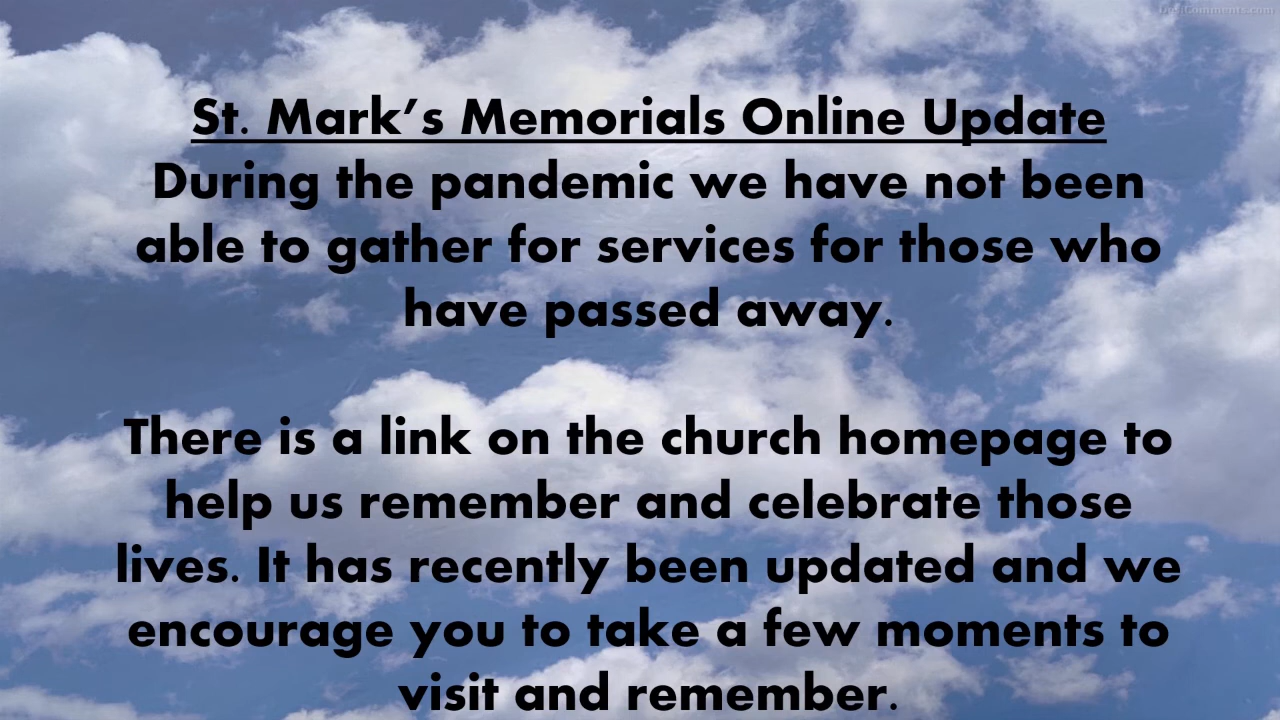 DesiComments.com
St. Mark’s Memorials Online Update
During the pandemic we have not been
able to gather for services for those who
have passed away.
There is a link on the church homepage to
help us remember and celebrate those
lives. It has recently been updated and we
encourage you to take a few moments to
visit and remember.